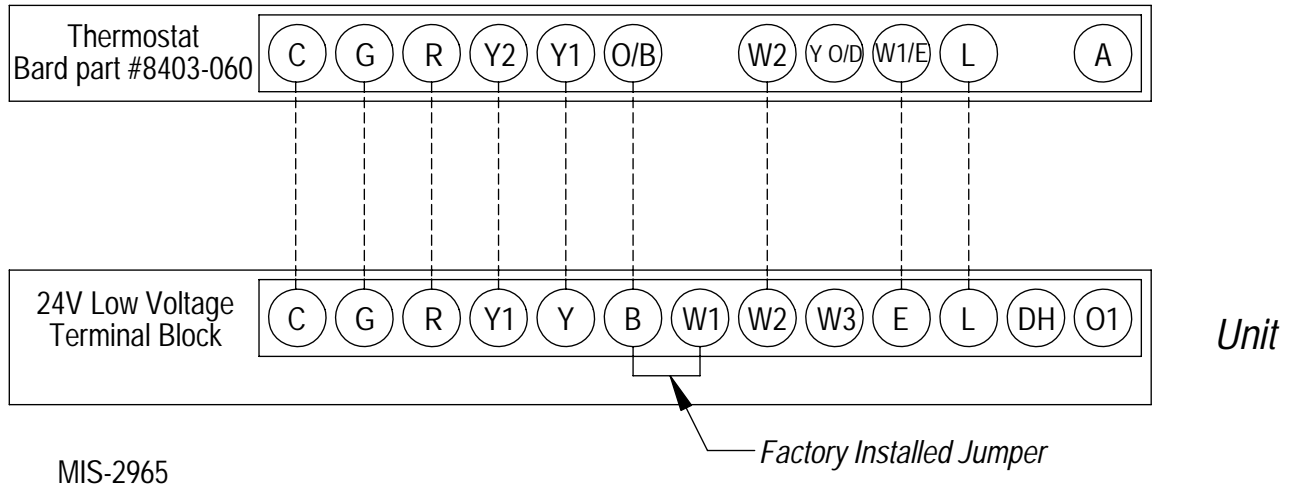 Thermostat
Bard part #8403-060
C G R Y2 Y1 O/B W2 Y O/D W1/E L A
24V Low Voltage
Terminal Block
C G R Y1 Y B W1 W2 W3 E L DH O1
Unit
Factory Installed Jumper
MIS-2965